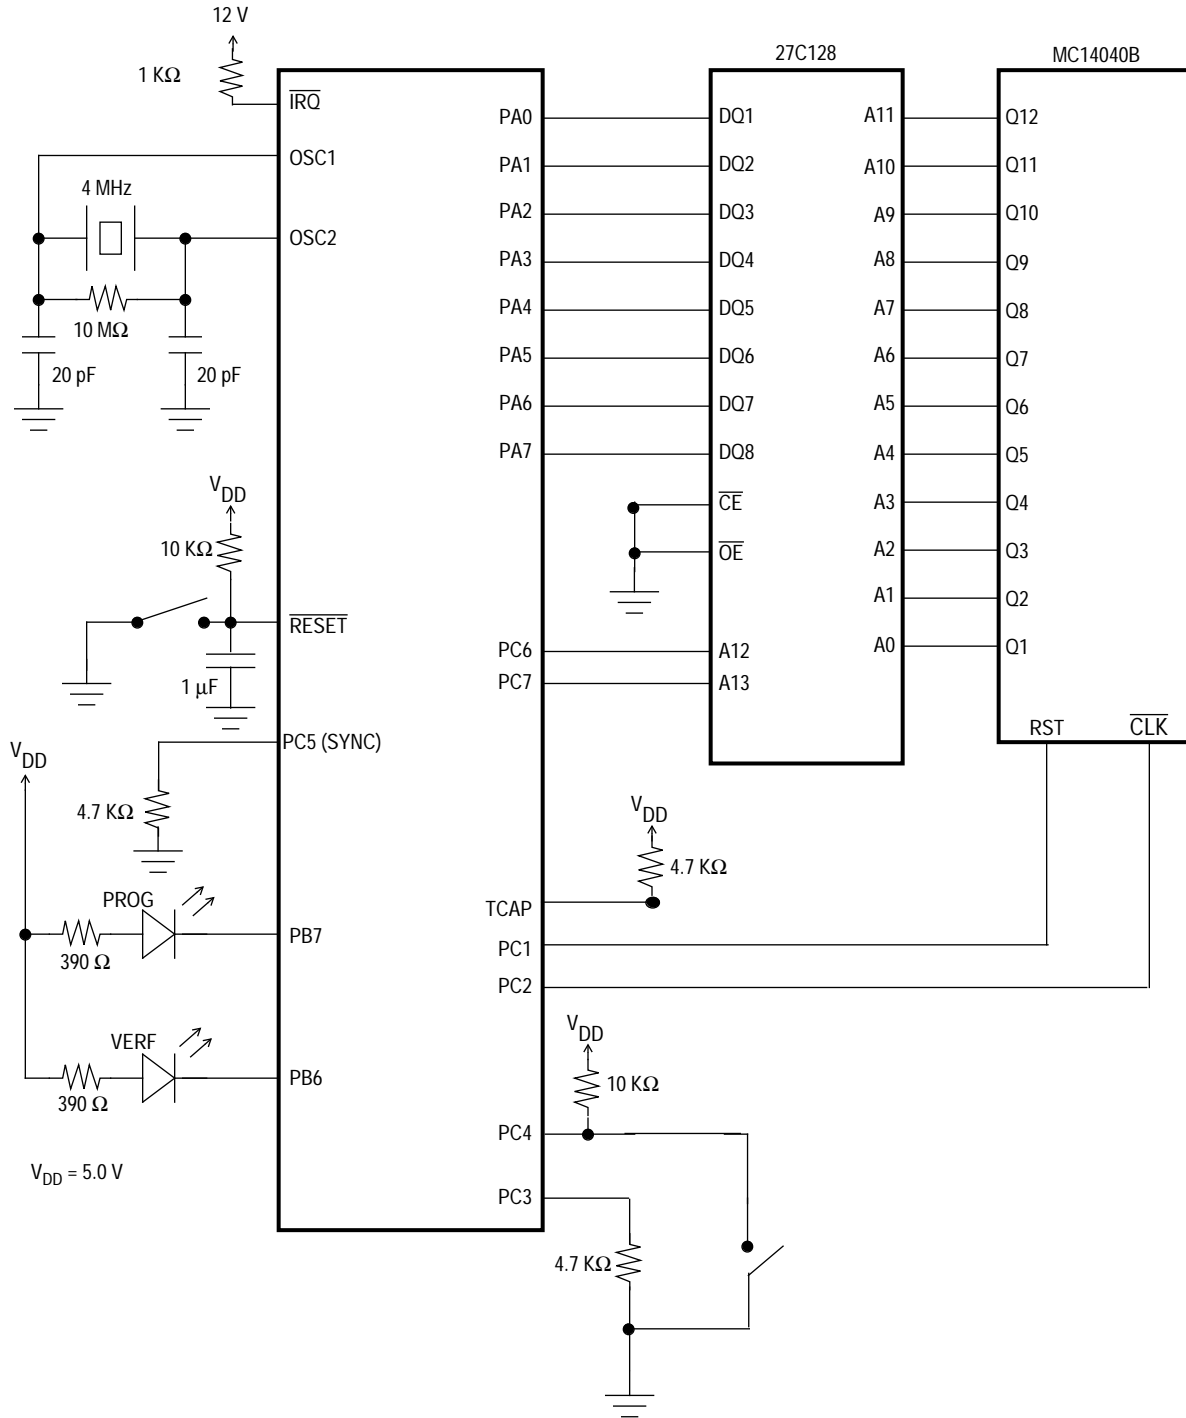 12 V
1 KΩ
IRQ
OSC1
4 MHz
OSC2
10 MΩ
20 pF
20 pF
VDD
10 KΩ
RESET
1 μF
PC5 (SYNC)
VDD
4.7 KΩ
PROG
390 Ω
PB7
VERF
390 Ω
PB6
VDD = 5.0 V
PA0
PA1
PA2
PA3
PA4
PA5
PA6
PA7
PC6
PC7
TCAP
PC1
PC2
PC4
PC3
27C128
DQ1
DQ2
DQ3
DQ4
DQ5
DQ6
DQ7
DQ8
CE
OE
A12
A13
A11
A10
A9
A8
A7
A6
A5
A4
A3
A2
A1
A0
MC14040B
Q12
Q11
Q10
Q9
Q8
Q7
Q6
Q5
Q4
Q3
Q2
Q1
RST
CLK
VDD
4.7 KΩ
VDD
10 KΩ
4.7 KΩ